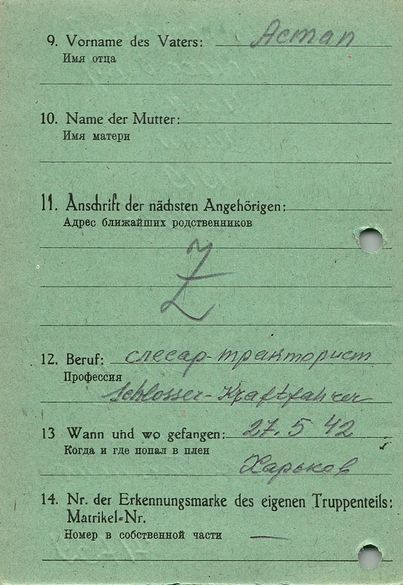 9. Vorname des Vaters: Астап
Имя отца
10. Name der Mutter:
Имя матери
11. Anschrift der nächsten Angehörigen:
Адрес ближайших родственников
Z
12. Beruf: слесар-тракторист
Профессия
Schlosser-Kraftfahrer
13 Wann und wo gefangen: 27. 5 42
Когда и где попал в плен
Харьков
14. Nr. der Erkennungsmarke des eigenen Truppenteils:
Matrikel-Nr.
Номер в собственной части —